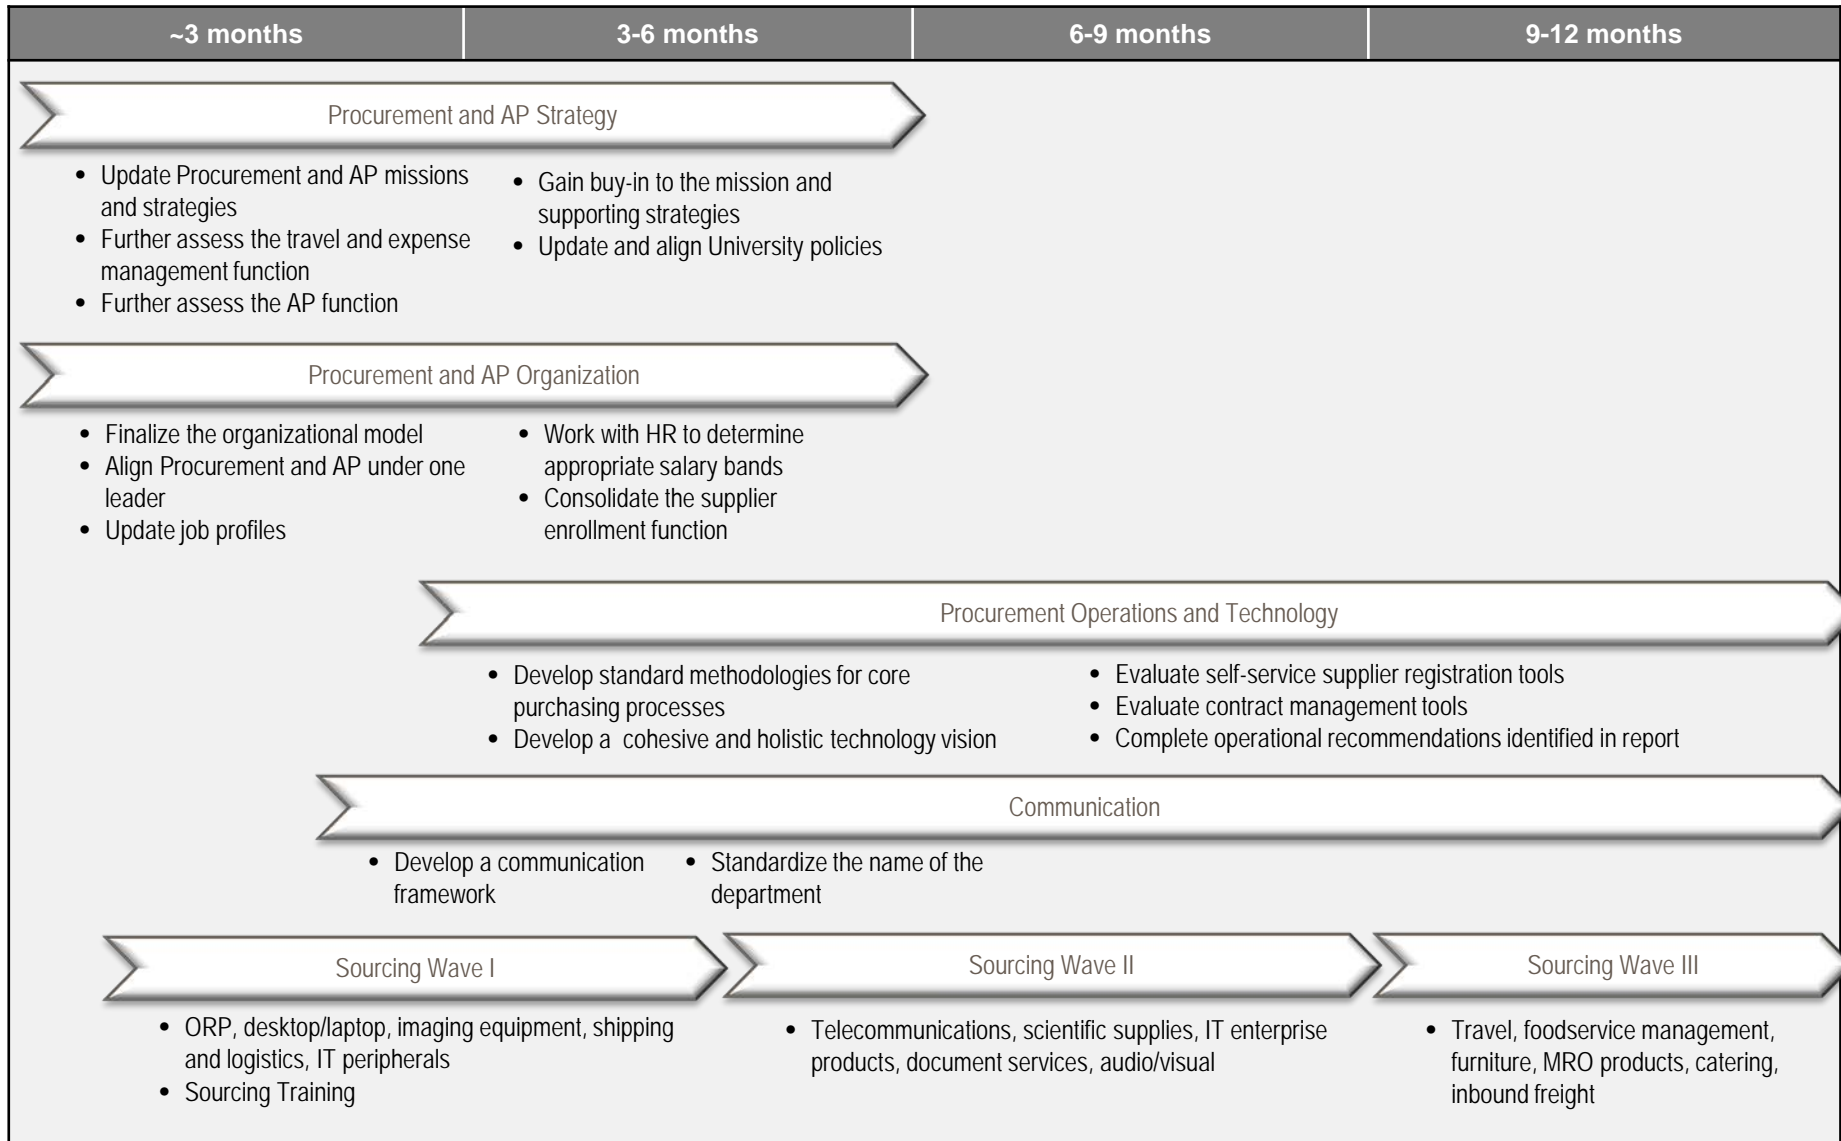 ~3 months
3-6 months
6-9 months
9-12 months
Procurement and AP Strategy
• Update Procurement and AP missions
and strategies
• Further assess the travel and expense
management function
• Further assess the AP function
• Gain buy-in to the mission and
supporting strategies
• Update and align University policies
Procurement and AP Organization
• Finalize the organizational model
• Align Procurement and AP under one
leader
• Update job profiles
• Work with HR to determine
appropriate salary bands
• Consolidate the supplier
enrollment function
Procurement Operations and Technology
• Develop standard methodologies for core
purchasing processes
• Develop a  cohesive and holistic technology vision
• Evaluate self-service supplier registration tools
• Evaluate contract management tools
• Complete operational recommendations identified in report
Communication
• Develop a communication
framework
• Standardize the name of the
department
Sourcing Wave I
Sourcing Wave II
Sourcing Wave III
• ORP, desktop/laptop, imaging equipment, shipping
and logistics, IT peripherals
• Sourcing Training
• Telecommunications, scientific supplies, IT enterprise
products, document services, audio/visual
• Travel, foodservice management,
furniture, MRO products, catering,
inbound freight